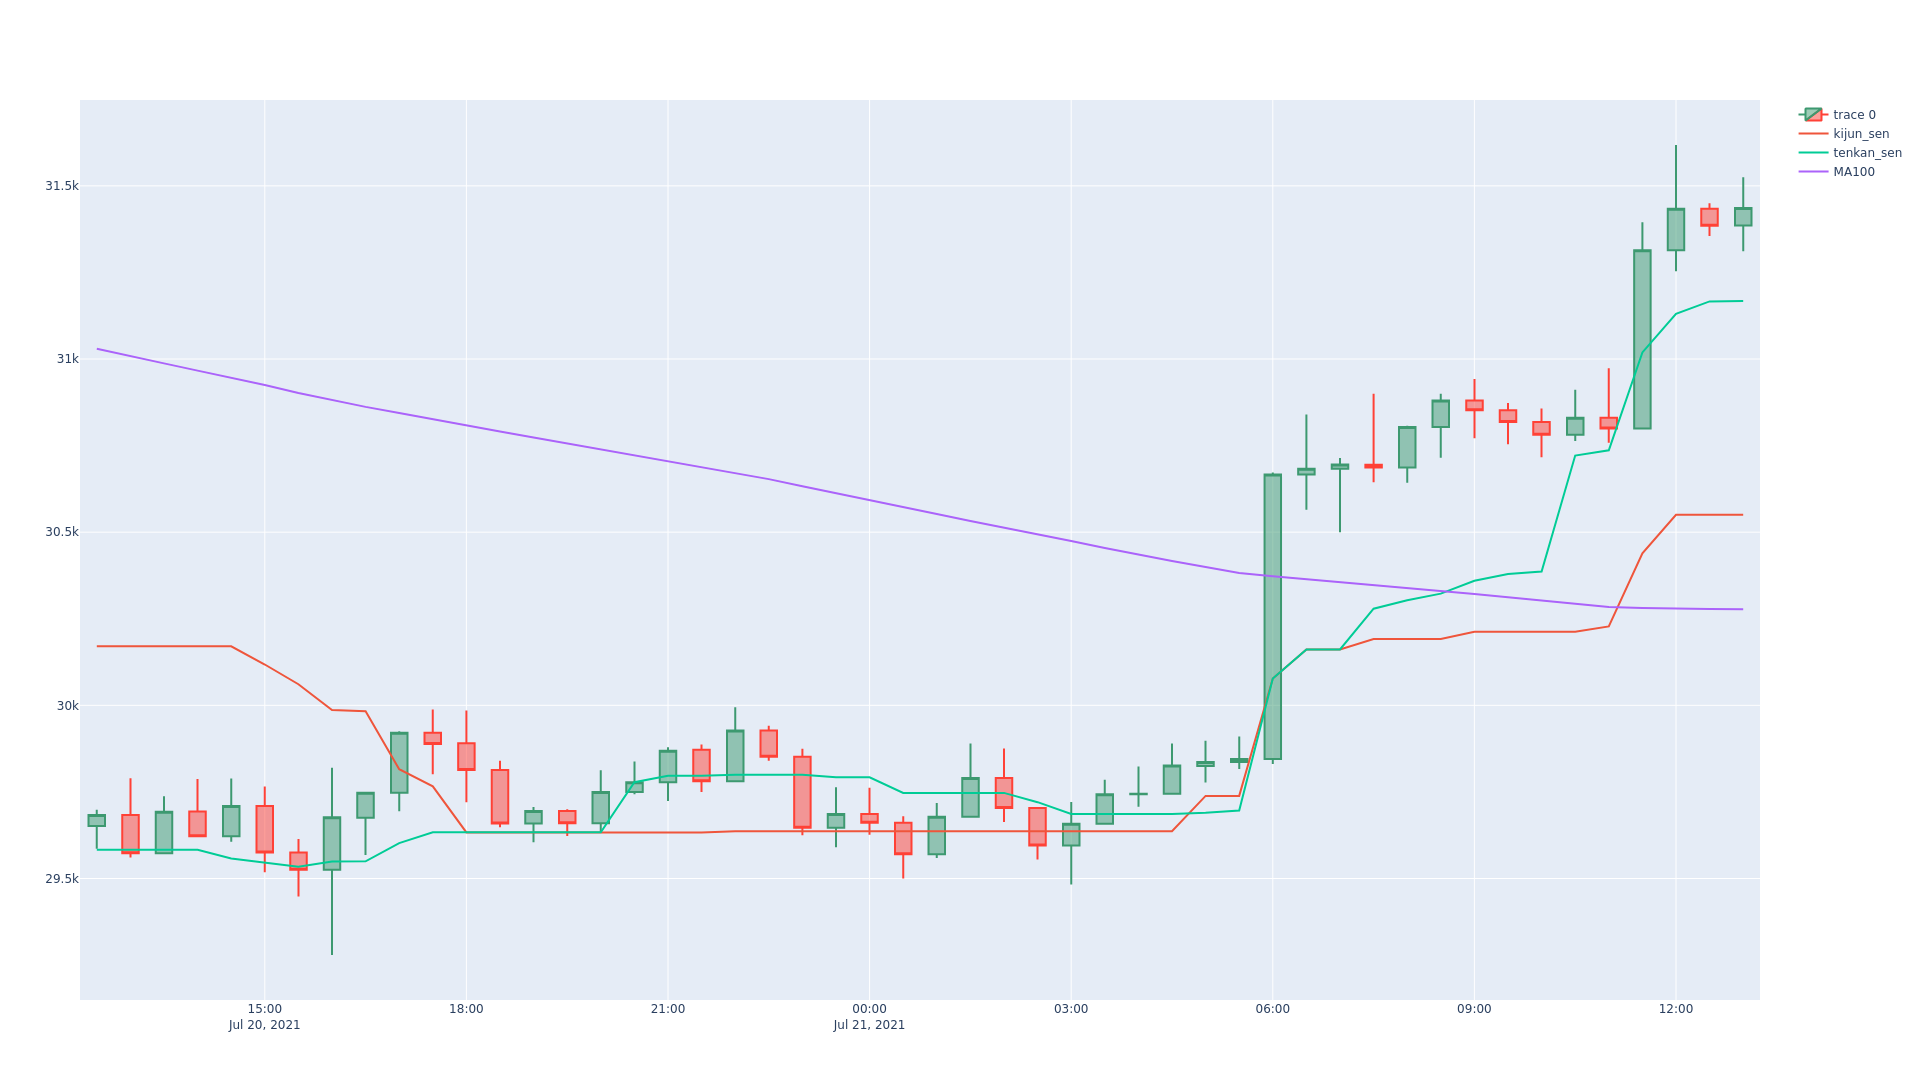 trace 0
kijun_sen
tenkan_sen
MA100
31.5k
31k
30.5k
30k
29.5k
15:00
Jul 20, 2021
18:00
21:00
00:00
Jul 21, 2021
03:00
06:00
09:00
12:00